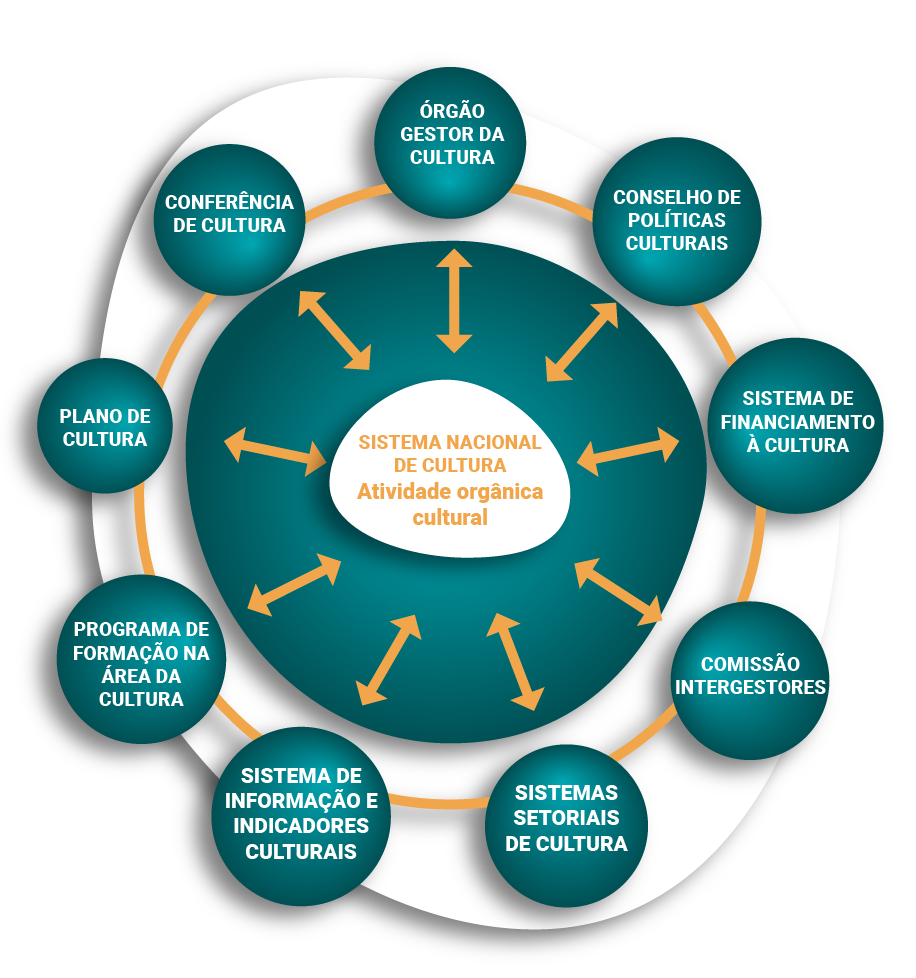 ÓRGÃO
GESTOR DA
CULTURA
CONSELHO DE
POLÍTICAS
CULTURAIS
SISTEMA DE
FINANCIAMENTO
À CULTURA
COMISSÃO
INTERGESTORES
SISTEMAS
SETORIAIS
DE CULTURA
SISTEMA DE
INFORMAÇÃO E
INDICADORES
CULTURAIS
PROGRAMA DE
FORMAÇÃO NA
ÁREA DA
CULTURA
PLANO DE
CULTURA
CONFERÊNCIA
DE CULTURA
SISTEMA NACIONAL
DE CULTURA
Atividade orgânica
cultural